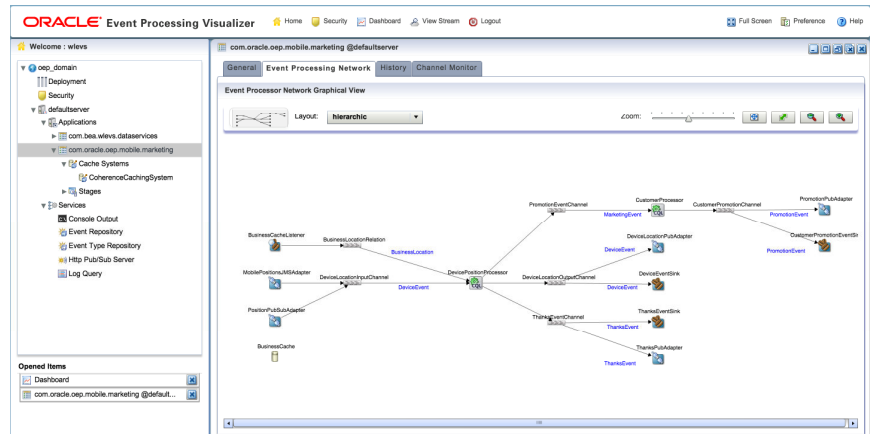 ORACLE® Event Processing Visualizer
Home Security Dashboard View Stream Logout
Full Screen Preference Help
Welcome : wlevs
oep_domain
Deployment
Security
defaultserver
Applications
com.bea.wlevs.dataservices
com.oracle.oep.mobile.marketing
Cache Systems
CoherenceCachingSystem
Stages
Services
Console Output
Event Repository
Event Type Repository
Http Pub/Sub Server
Log Query
Opened Items
Dashboard
com.oracle.oep.mobile.marketing @default...
com.oracle.oep.mobile.marketing @defaultserver
General Event Processing Network History Channel Monitor
Event Processor Network Graphical View
Layout: hierarchic Zoom:
PromotionEventChannel CustomerProcessor CustomerPromotionChannel PromotionPubAdapter
CQL
MarketingEvent PromotionEvent
BusinessCacheListener BusinessLocationRelation DeviceLocationPubAdapter CustomerPromotionEventSi
BusinessLocation DeviceEvent PromotionEvent
MobilePositionsJMSAdapter DeviceLocationInputChannel DevicePositionProcessor DeviceLocationOutputChannel DeviceEventSink
CQL
DeviceEvent DeviceEvent
PositionPubSubAdapter ThanksEventChannel ThanksEventSink
ThanksEvent
BusinessCache ThanksPubAdapter
ThanksEvent